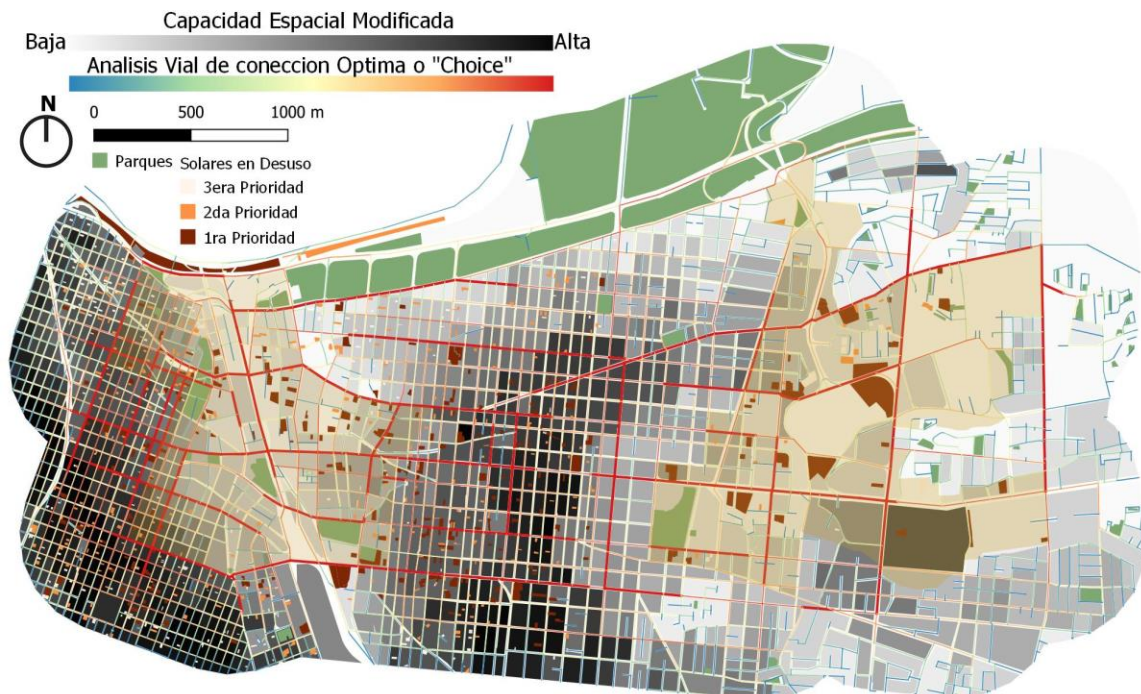 Capacidad Espacial Modificada
Baja Alta
Analisis Vial de coneccion Optima o "Choice"
N
0 500 1000 m
Parques Solares en Desuso
3era Prioridad
2da Prioridad
1ra Prioridad